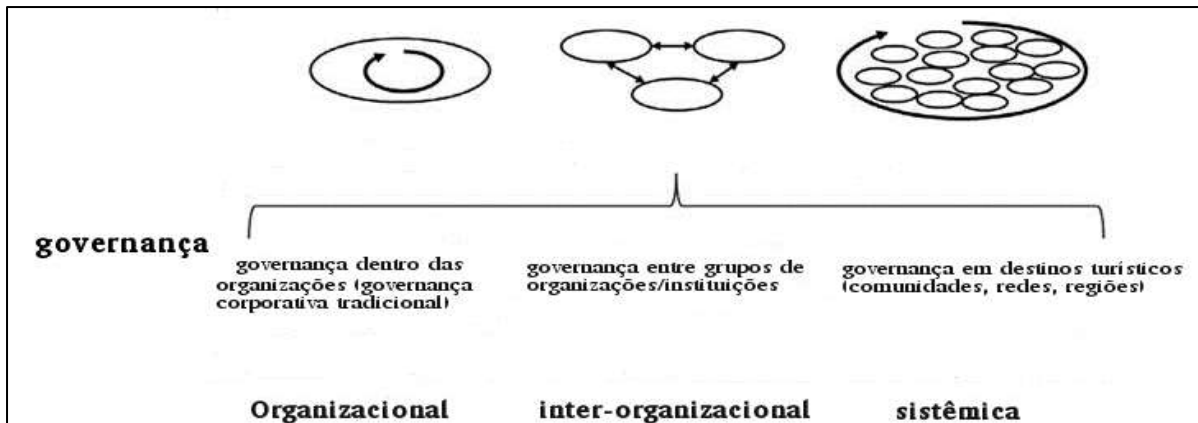 governança
governança dentro das
organizações (governança
corporativa tradicional)
governança entre grupos de
organizações/instituições
governança em destinos turísticos
(comunidades, redes, regiões)
Organizacional
inter-organizacional
sistêmica